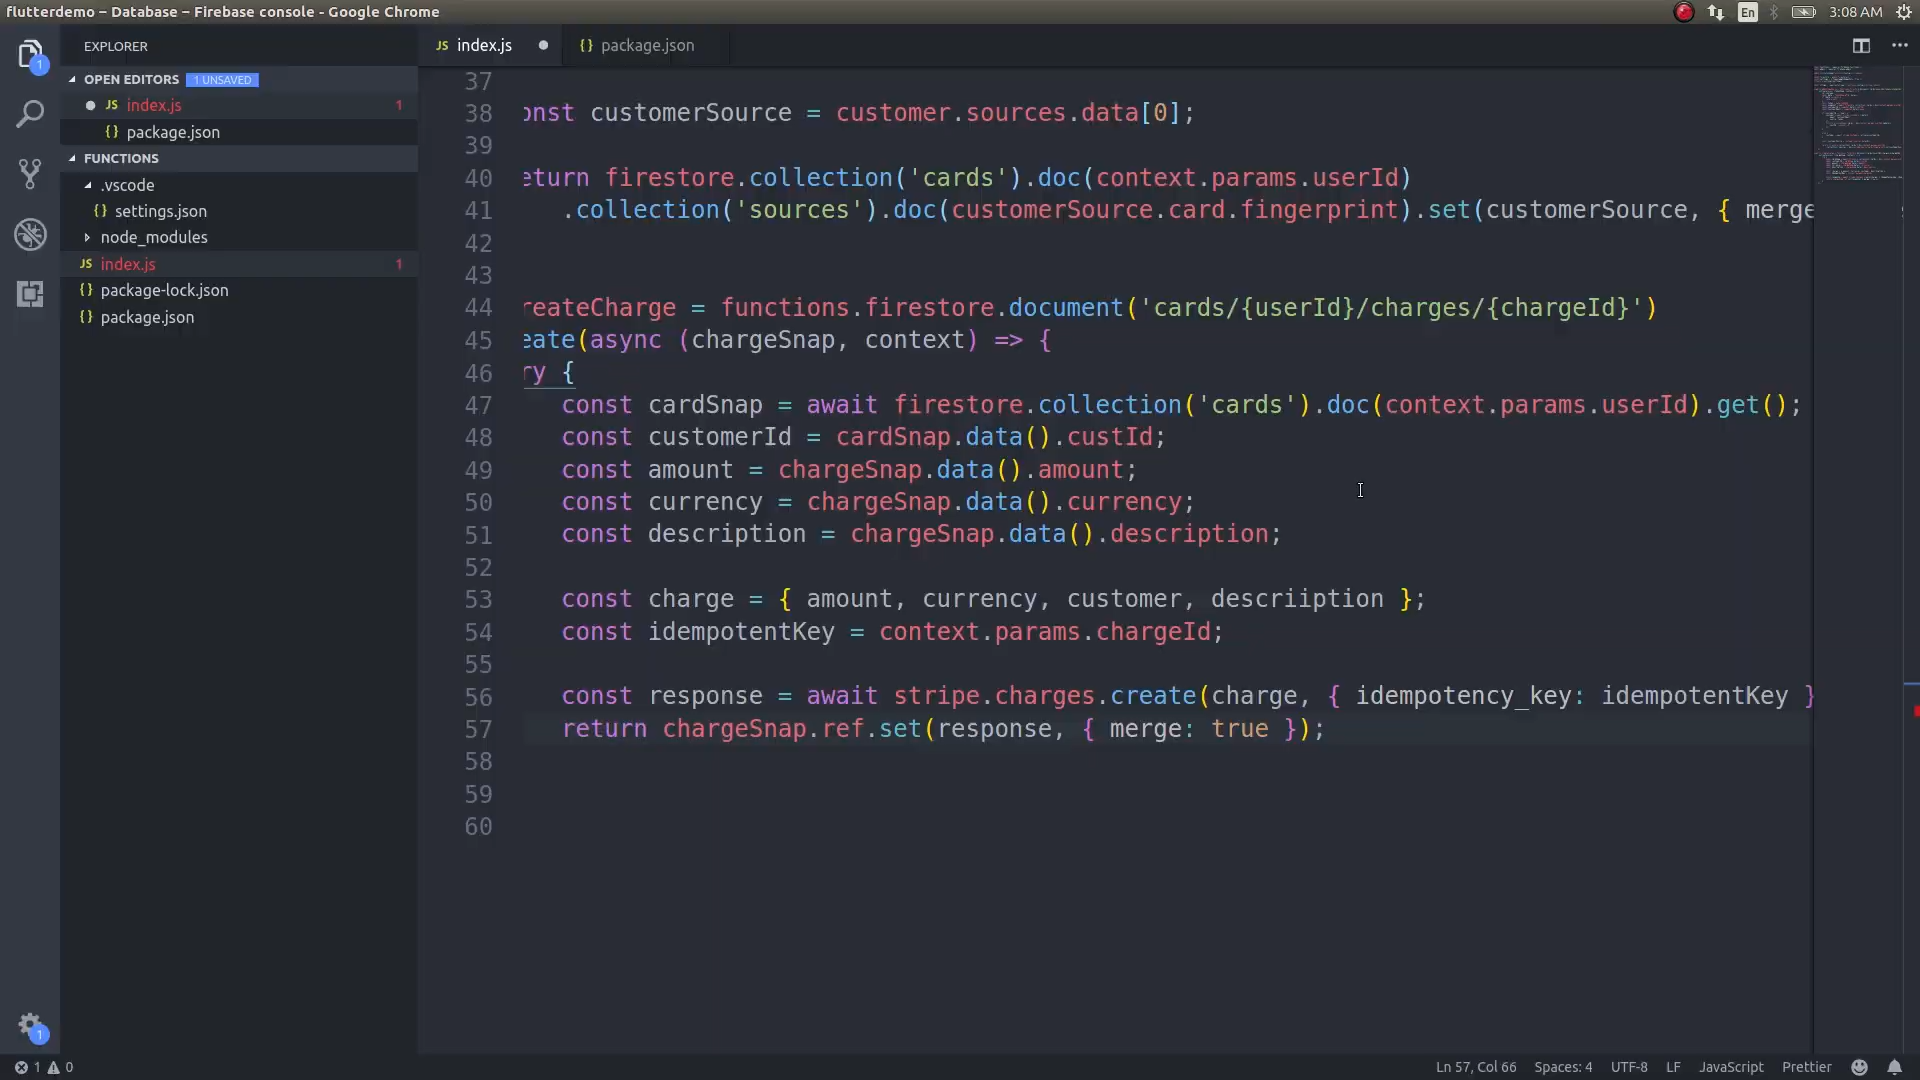 flutterdemo – Database – Firebase console - Google Chrome
En
3:08 AM
EXPLORER
OPEN EDITORS 1 UNSAVED
JS index.js 1
{} package.json
FUNCTIONS
.vscode
{} settings.json
node_modules
JS index.js 1
{} package-lock.json
{} package.json
1
1
JS index.js
{} package.json
37
38 onst customerSource = customer.sources.data[0];
39
40 eturn firestore.collection('cards').doc(context.params.userId)
41 .collection('sources').doc(customerSource.card.fingerprint).set(customerSource, { merge
42
43
44 reateCharge = functions.firestore.document('cards/{userId}/charges/{chargeId}')
45 eate(async (chargeSnap, context) => {
46 ry {
47 const cardSnap = await firestore.collection('cards').doc(context.params.userId).get();
48 const customerId = cardSnap.data().custId;
49 const amount = chargeSnap.data().amount;
50 const currency = chargeSnap.data().currency;
51 const description = chargeSnap.data().description;
52
53 const charge = { amount, currency, customer, descriiption };
54 const idempotentKey = context.params.chargeId;
55
56 const response = await stripe.charges.create(charge, { idempotency_key: idempotentKey }
57 return chargeSnap.ref.set(response, { merge: true });
58
59
60
1 0
Ln 57, Col 66 Spaces: 4 UTF-8 LF JavaScript Prettier